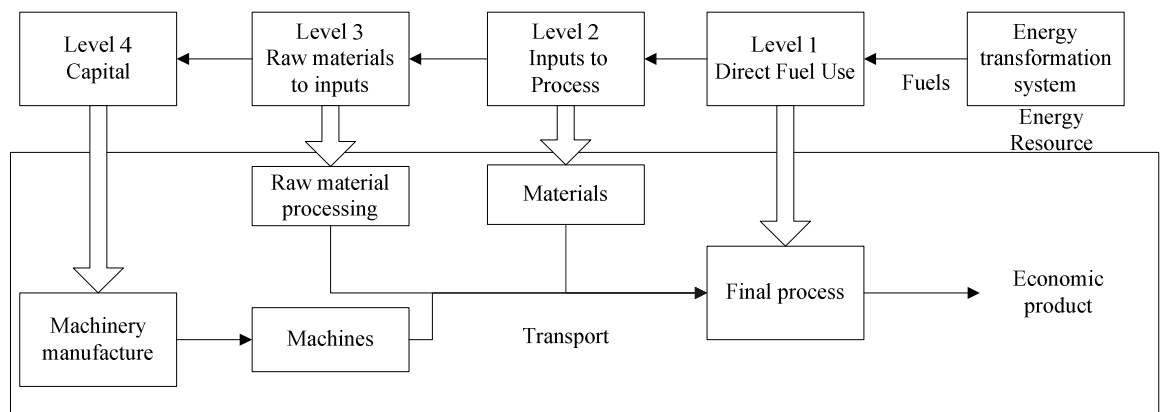 Level 4
Capital
Level 3
Raw materials
to inputs
Level 2
Inputs to
Process
Level 1
Direct Fuel Use
Energy
transformation
system
Fuels
Energy
Resource
Raw material
processing
Materials
Final process
Economic
product
Machinery
manufacture
Machines
Transport